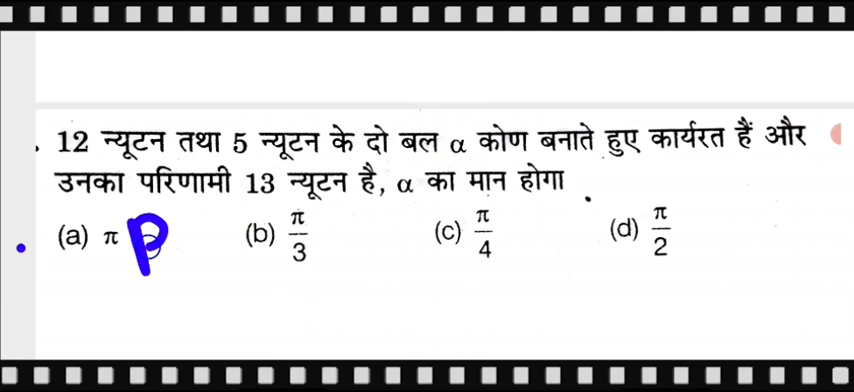 12 न्यूटन तथा 5 न्यूटन के दो बल α कोण बनाते हुए कार्यरत हैं और
उनका परिणामी 13 न्यूटन है, α का मान होगा
(a) π (b) π/3 (c) π/4 (d) π/2